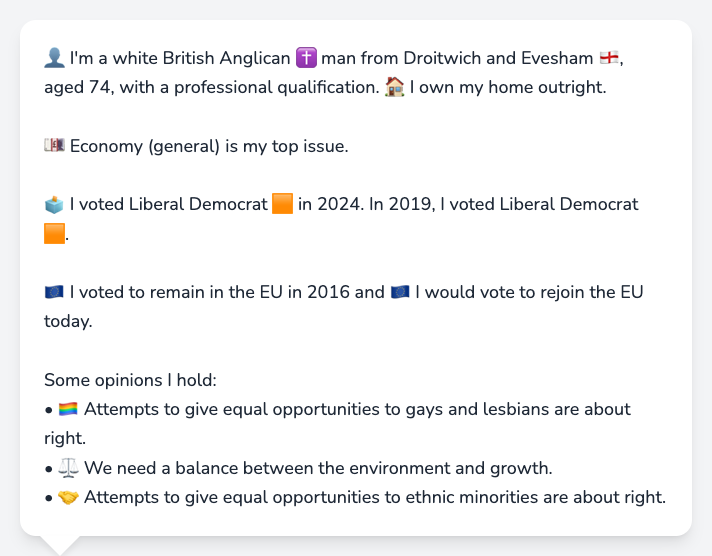 👤 I'm a white British Anglican ✝️ man from Droitwich and Evesham 🏴󠁧󠁢󠁥󠁮󠁧󠁿,
aged 74, with a professional qualification. 🏠 I own my home outright.
💷 Economy (general) is my top issue.
🗳️ I voted Liberal Democrat 🟧 in 2024. In 2019, I voted Liberal Democrat
🟧.
🇪🇺 I voted to remain in the EU in 2016 and 🇪🇺 I would vote to rejoin the EU
today.
Some opinions I hold:
• 🏳️‍🌈 Attempts to give equal opportunities to gays and lesbians are about
right.
• ⚖️ We need a balance between the environment and growth.
• 🤝 Attempts to give equal opportunities to ethnic minorities are about right.